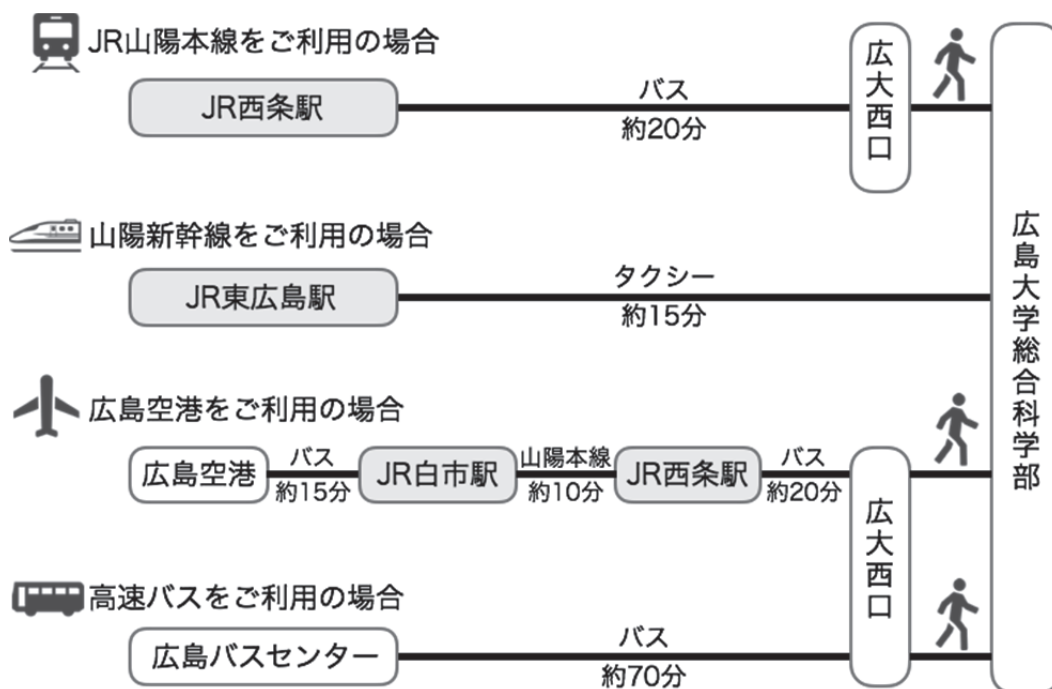 JR山陽本線をご利用の場合
JR西条駅
バス
約20分
広大西口
山陽新幹線をご利用の場合
JR東広島駅
タクシー
約15分
広島空港をご利用の場合
広島空港
バス
約15分
JR白市駅
山陽本線
約10分
JR西条駅
バス
約20分
広大西口
高速バスをご利用の場合
広島バスセンター
バス
約70分
広島大学総合科学部